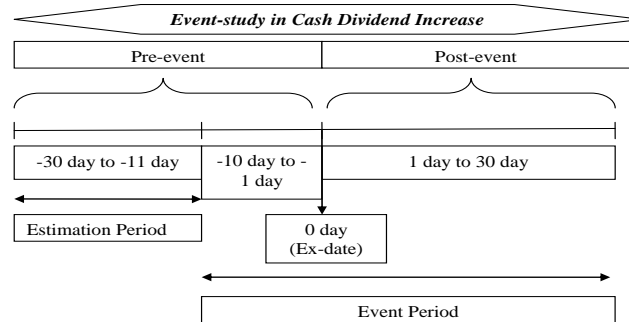 Event-study in Cash Dividend Increase
Pre-event
Post-event
-30 day to -11 day
-10 day to -
1 day
1 day to 30 day
Estimation Period
0 day
(Ex-date)
Event Period